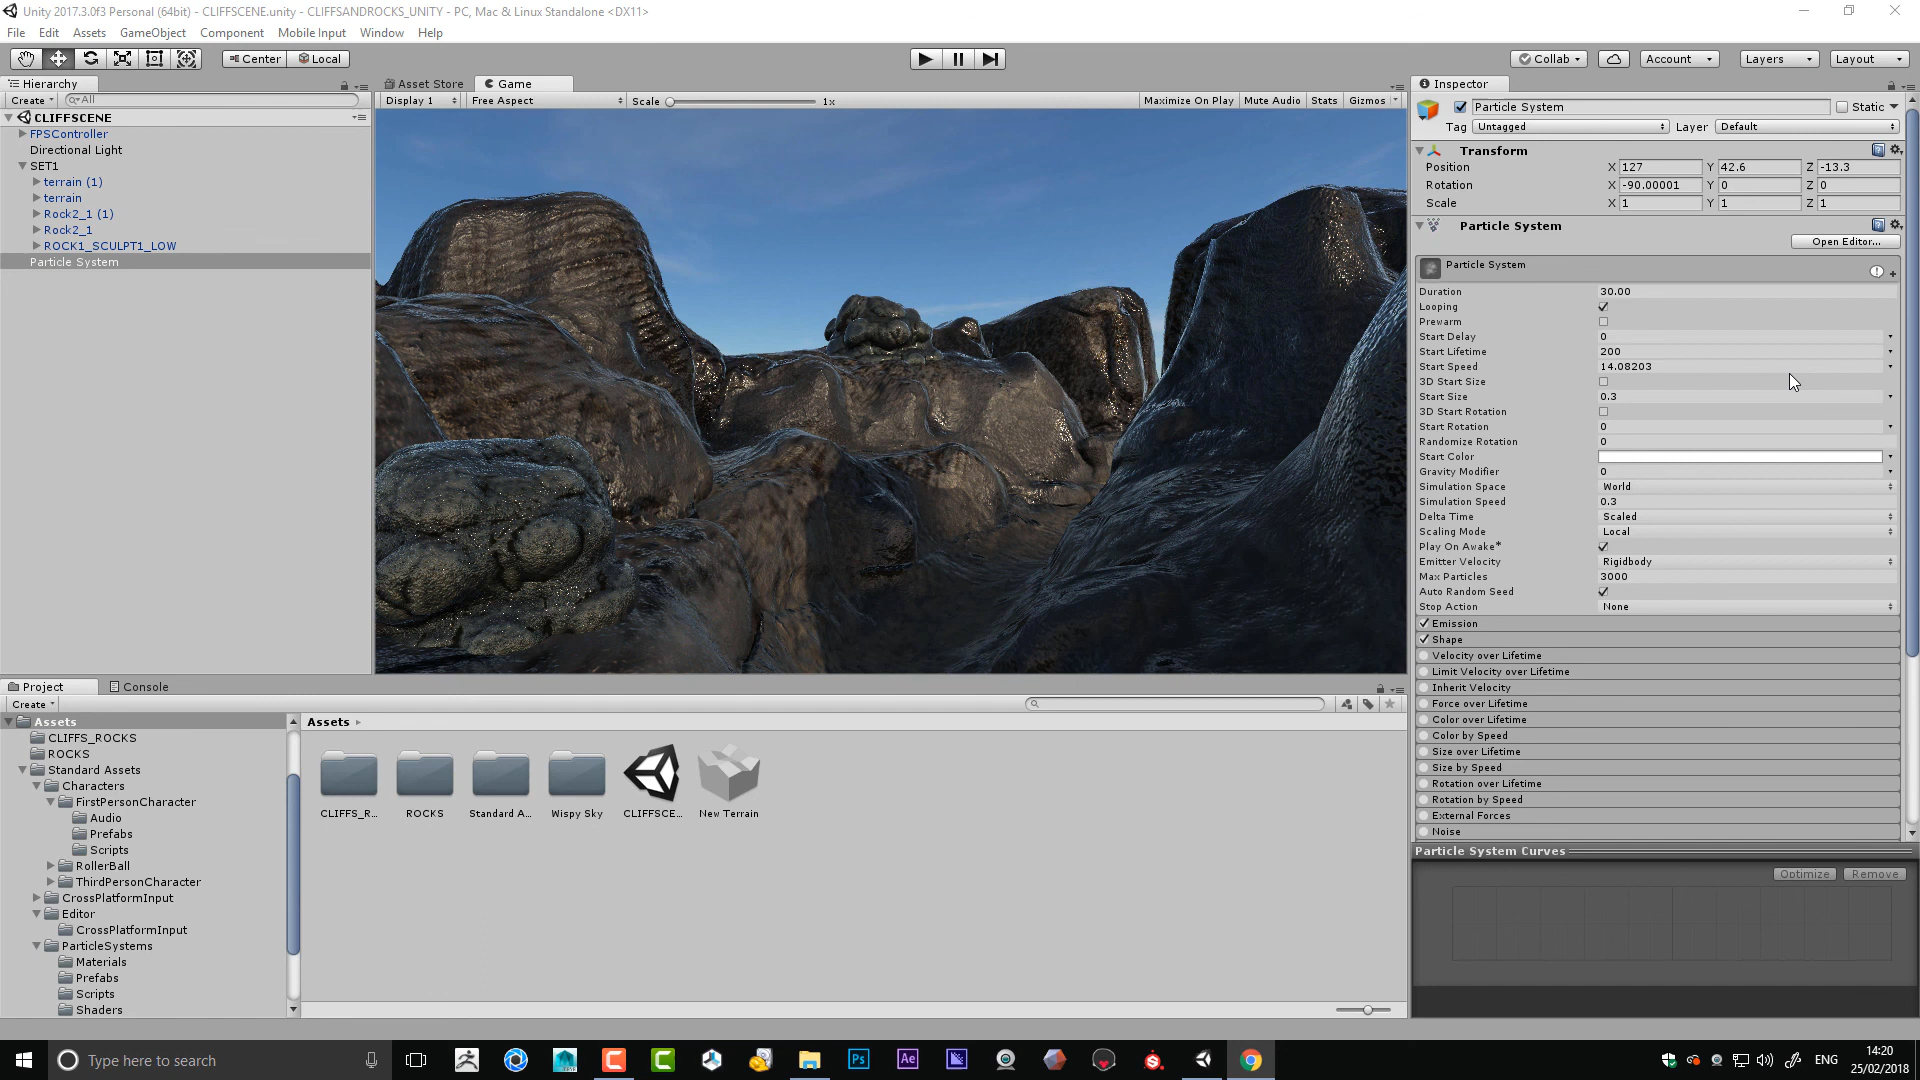 Unity 2017.3.0f3 Personal (64bit) - CLIFFSCENE.unity - CLIFFSANDROCKS_UNITY - PC, Mac & Linux Standalone <DX11>
File Edit Assets GameObject Component Mobile Input Window Help
Center Local Collab Account Layers Layout
Hierarchy Asset Store Game Inspector
Create All Display 1 Free Aspect Scale 1x Maximize On Play Mute Audio Stats Gizmos
CLIFFSCENE
FPSController
Directional Light
SET1
terrain (1)
terrain
Rock2_1 (1)
Rock2_1
ROCK1_SCULPT1_LOW
Particle System
Particle System Static
Tag Untagged Layer Default
Transform
Position X 127 Y 42.6 Z -13.3
Rotation X -90.00001 Y 0 Z 0
Scale X 1 Y 1 Z 1
Particle System
Open Editor...
Particle System
Duration 30.00
Looping
Prewarm
Start Delay 0
Start Lifetime 200
Start Speed 14.08203
3D Start Size
Start Size 0.3
3D Start Rotation
Start Rotation 0
Randomize Rotation 0
Start Color
Gravity Modifier 0
Simulation Space World
Simulation Speed 0.3
Delta Time Scaled
Scaling Mode Local
Play On Awake*
Emitter Velocity Rigidbody
Max Particles 3000
Auto Random Seed
Stop Action None
Emission
Shape
Velocity over Lifetime
Limit Velocity over Lifetime
Inherit Velocity
Force over Lifetime
Color over Lifetime
Color by Speed
Size over Lifetime
Size by Speed
Rotation over Lifetime
Rotation by Speed
External Forces
Noise
Particle System Curves
Optimize Remove
Project Console
Create
Assets
CLIFFS_ROCKS
ROCKS
Standard Assets
Characters
FirstPersonCharacter
Audio
Prefabs
Scripts
RollerBall
ThirdPersonCharacter
CrossPlatformInput
Editor
CrossPlatformInput
ParticleSystems
Materials
Prefabs
Scripts
Shaders
Assets
CLIFFS_R... ROCKS Standard A... Wispy Sky CLIFFSCE... New Terrain
Type here to search
Ps Ae
ENG 14:20
25/02/2018